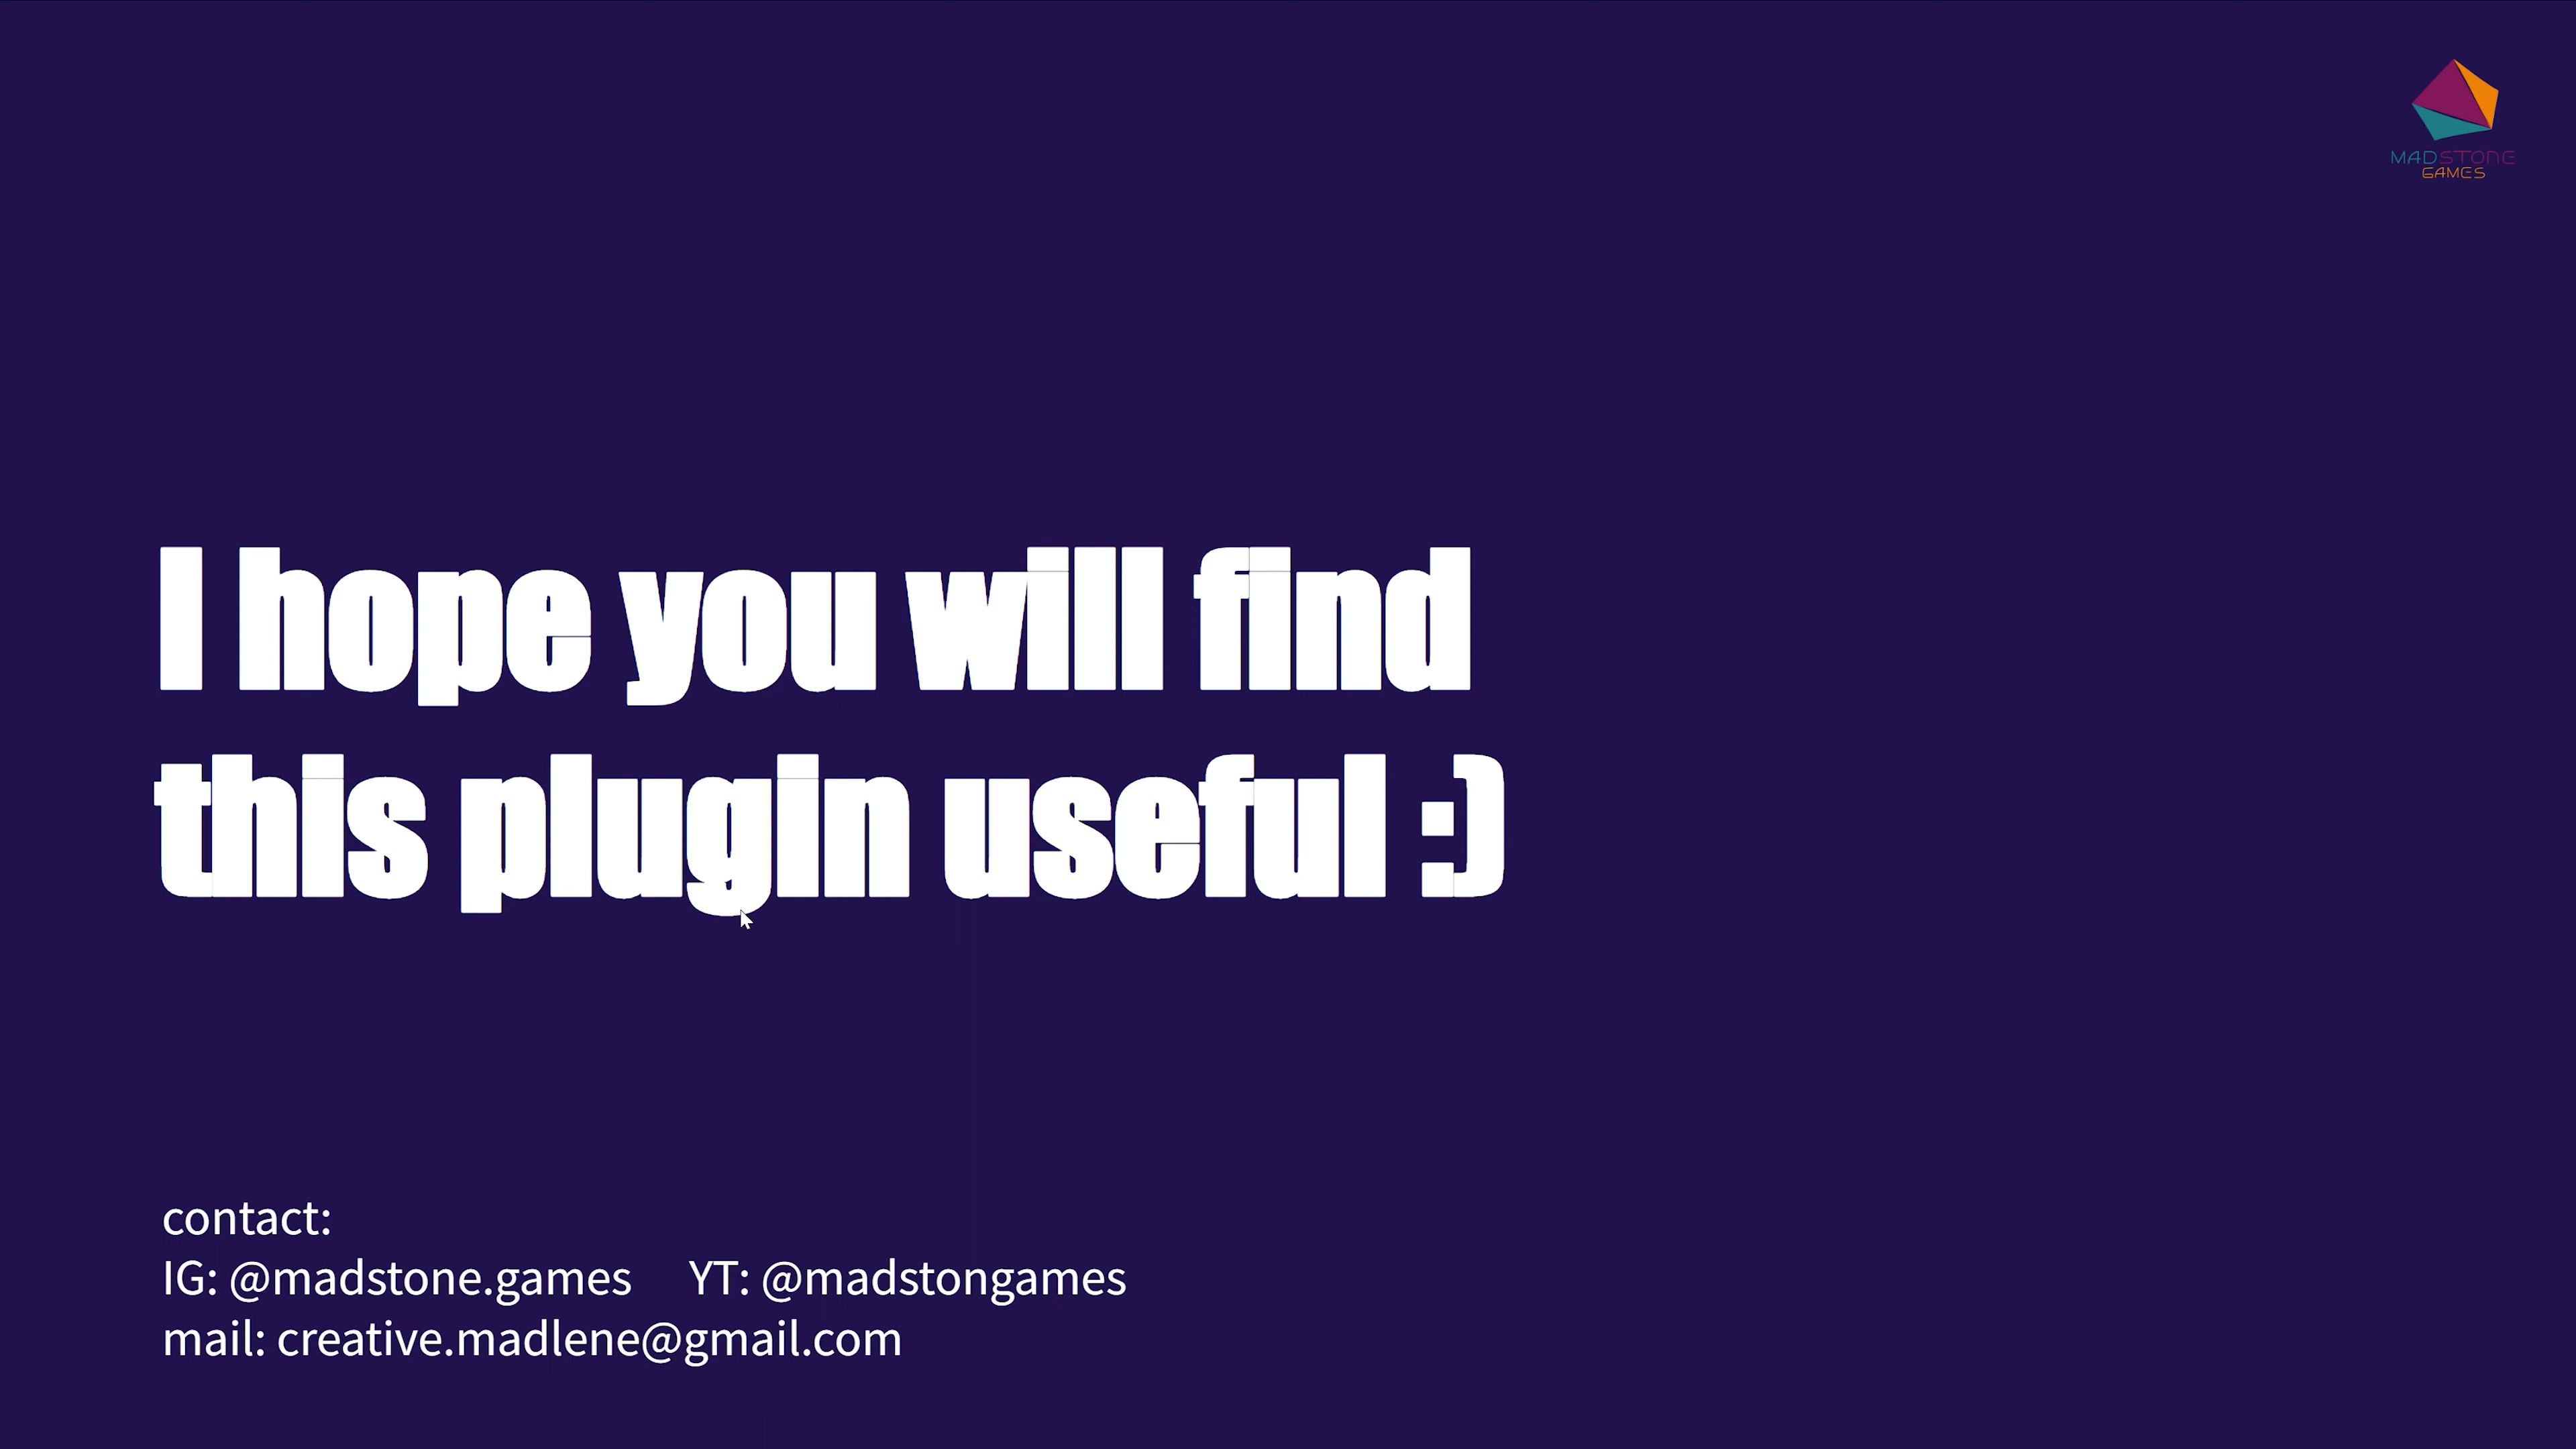 MADSTONE
GAMES
I hope you will find
this plugin useful :)
contact:
IG: @madstone.games YT: @madstongames
mail: creative.madlene@gmail.com